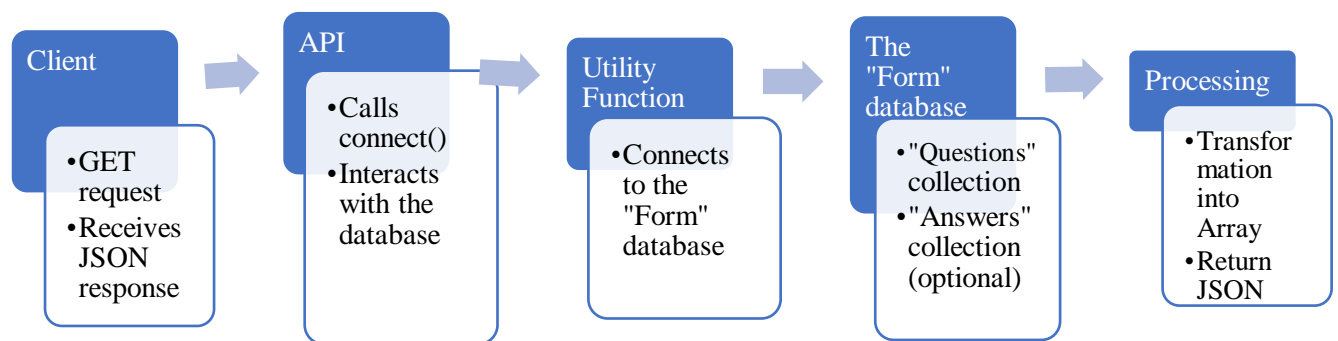 Client
•GET
request
•Receives
JSON
response
API
•Calls
connect()
•Interacts
with the
database
Utility
Function
•Connects
to the
"Form"
database
The
"Form"
database
•"Questions"
collection
•"Answers"
collection
(optional)
Processing
•Transfor
mation
into
Array
•Return
JSON